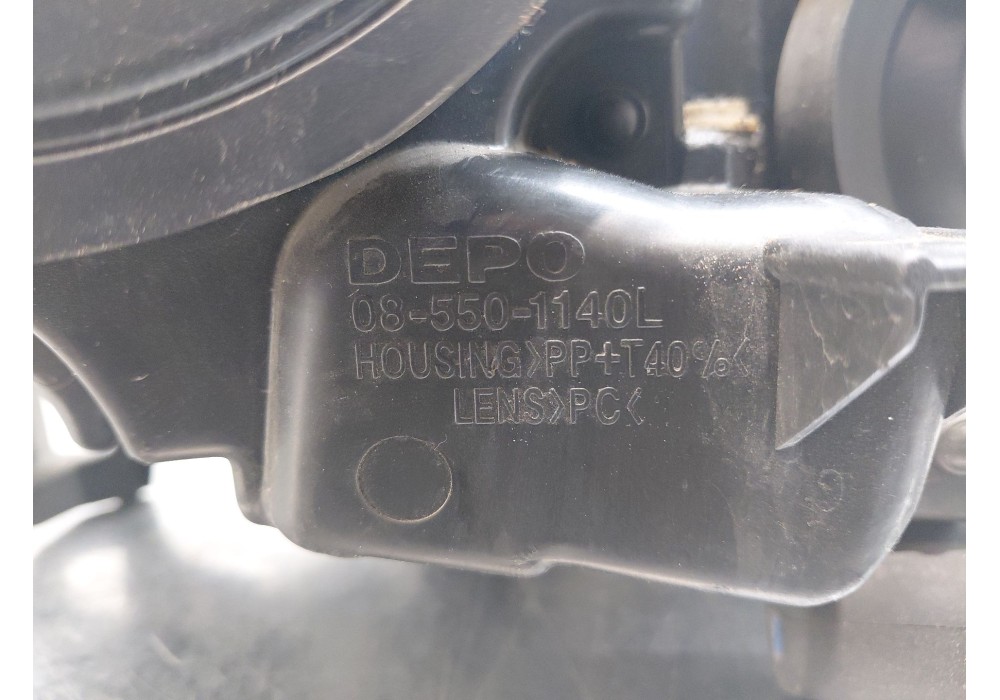 DEPO
08-550-1140L
HOUSING>PP+T40%<
LENS>PC<